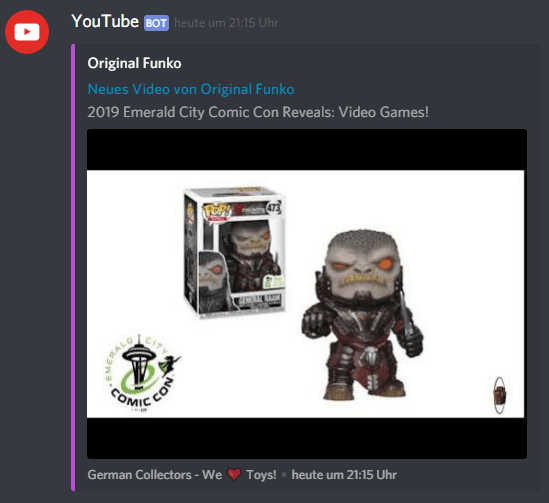 YouTube BOT heute um 21:15 Uhr
Original Funko
Neues Video von Original Funko
2019 Emerald City Comic Con Reveals: Video Games!
POP! 473
GENERAL RAAM
EMERALD CITY
COMIC CON
German Collectors - We ❤ Toys! • heute um 21:15 Uhr